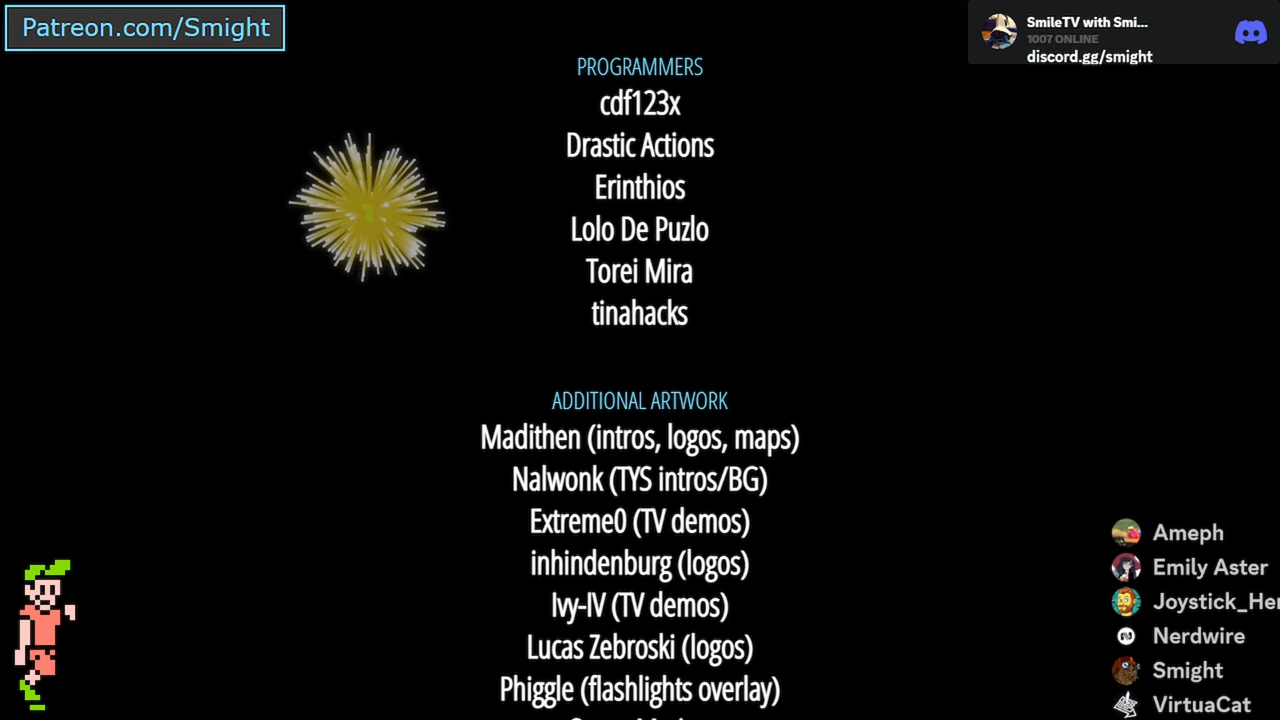 Patreon.com/Smight
SmileTV with Smi...
1007 ONLINE
discord.gg/smight
PROGRAMMERS
cdf123x
Drastic Actions
Erinthios
Lolo De Puzlo
Torei Mira
tinahacks
ADDITIONAL ARTWORK
Madithen (intros, logos, maps)
Nalwonk (TYS intros/BG)
Extreme0 (TV demos)
inhindenburg (logos)
Ivy-IV (TV demos)
Lucas Zebroski (logos)
Phiggle (flashlights overlay)
Ameph
Emily Aster
Joystick_Her
Nerdwire
Smight
VirtuaCat